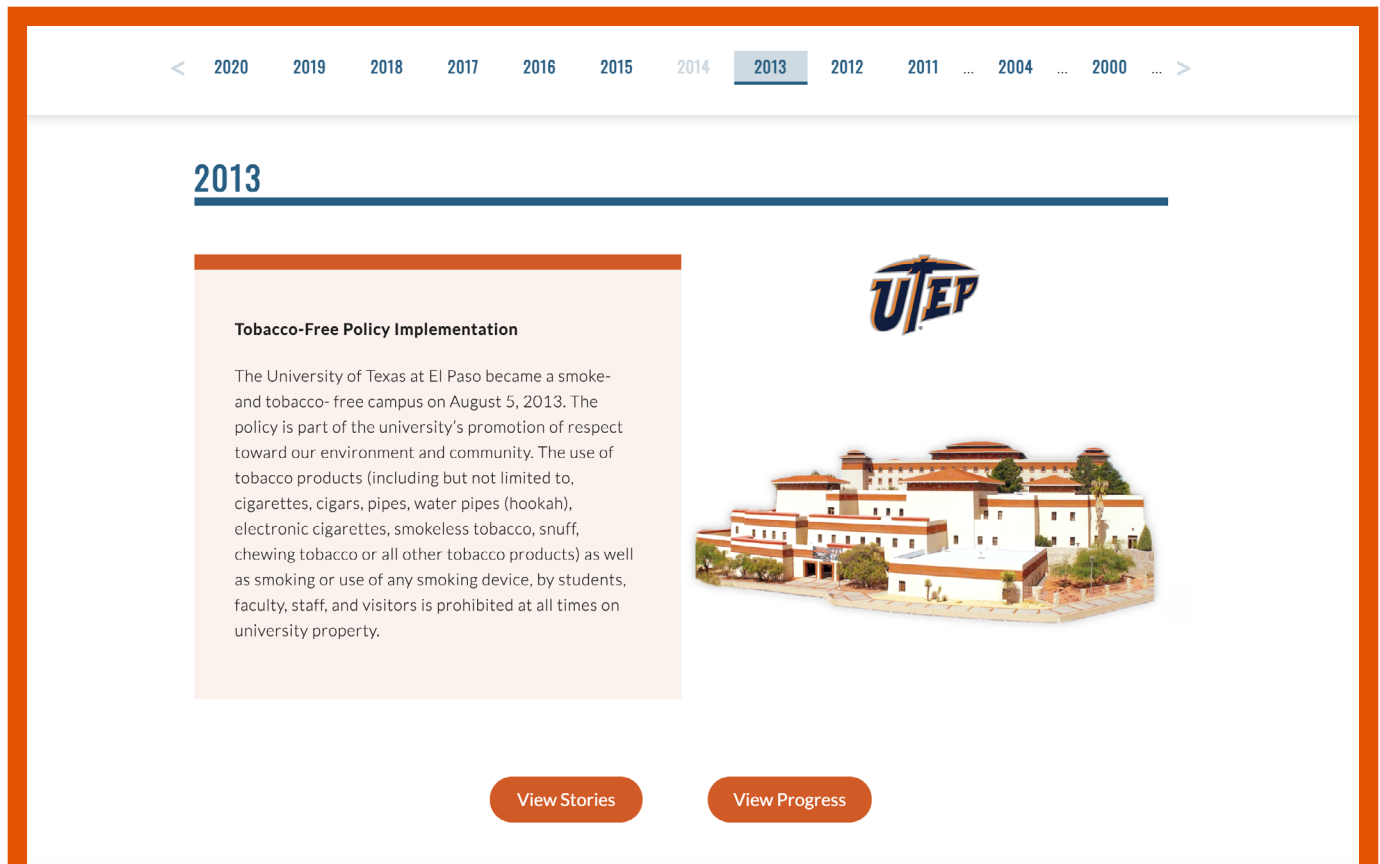 < 2020 2019 2018 2017 2016 2015 2014 2013 2012 2011 ... 2004 ... 2000 ... >
2013
Tobacco-Free Policy Implementation
The University of Texas at El Paso became a smoke-
and tobacco- free campus on August 5, 2013. The
policy is part of the university’s promotion of respect
toward our environment and community. The use of
tobacco products (including but not limited to,
cigarettes, cigars, pipes, water pipes (hookah),
electronic cigarettes, smokeless tobacco, snuff,
chewing tobacco or all other tobacco products) as well
as smoking or use of any smoking device, by students,
faculty, staff, and visitors is prohibited at all times on
university property.
UTEP
View Stories
View Progress